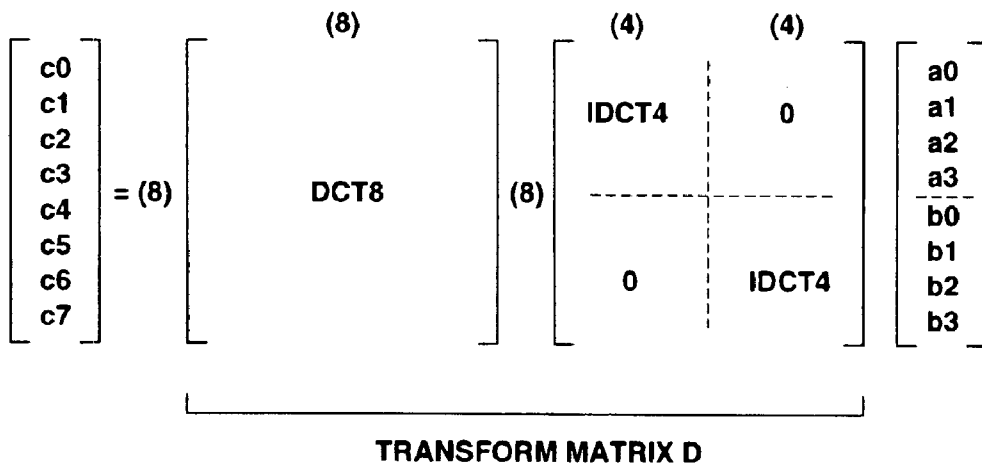 (8) (4) (4)
c0 a0
c1 IDCT4 0 a1
c2 a2
c3 a3
= (8) DCT8 (8)
c4 b0
c5 b1
c6 0 IDCT4 b2
c7 b3
TRANSFORM MATRIX D